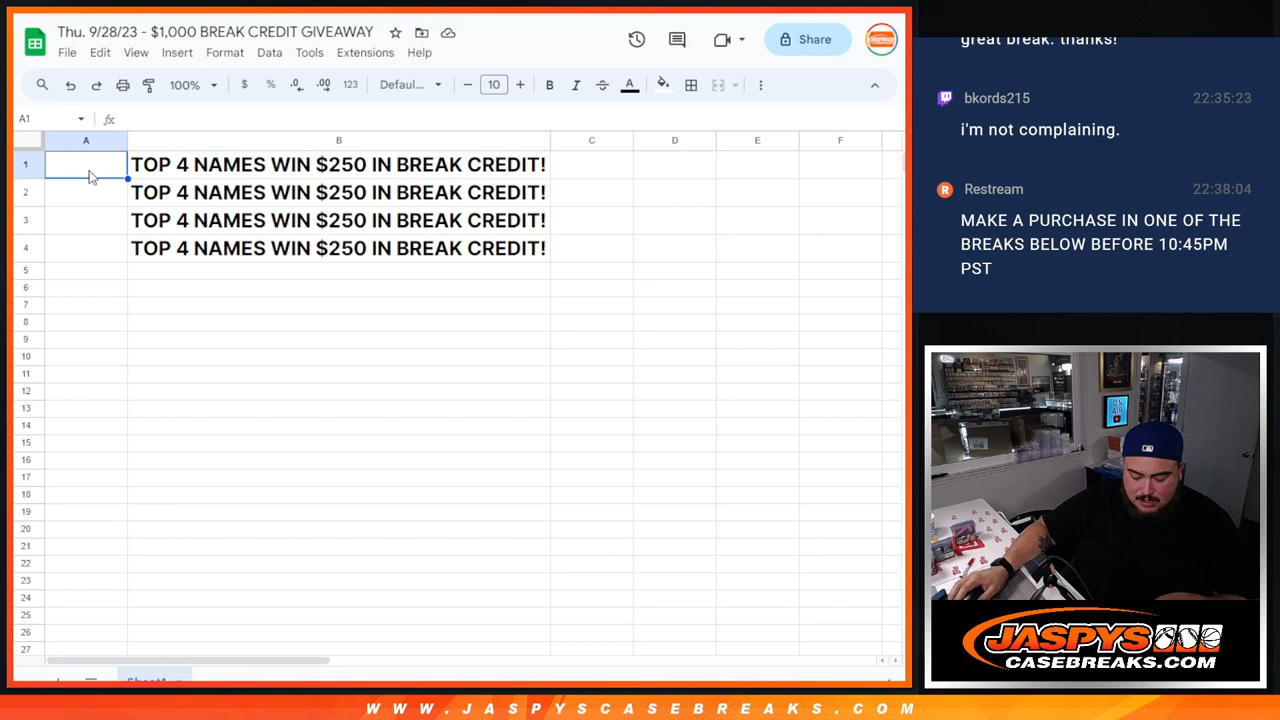 Thu. 9/28/23 - $1,000 BREAK CREDIT GIVEAWAY
File Edit View Insert Format Data Tools Extensions Help
Share
100% $ % .0 .00 123 Defaul... 10 B I A
A1 fx
A B C D E F
1 TOP 4 NAMES WIN $250 IN BREAK CREDIT!
2 TOP 4 NAMES WIN $250 IN BREAK CREDIT!
3 TOP 4 NAMES WIN $250 IN BREAK CREDIT!
4 TOP 4 NAMES WIN $250 IN BREAK CREDIT!
5
6
7
8
9
10
11
12
13
14
15
16
17
18
19
20
21
22
23
24
25
26
27
great break. thanks!
bkords215 22:35:23
i'm not complaining.
R Restream 22:38:04
MAKE A PURCHASE IN ONE OF THE
BREAKS BELOW BEFORE 10:45PM
PST
ON
AIR
JASPYS
CASEBREAKS.COM
WWW.JASPYSCASEBREAKS.COM